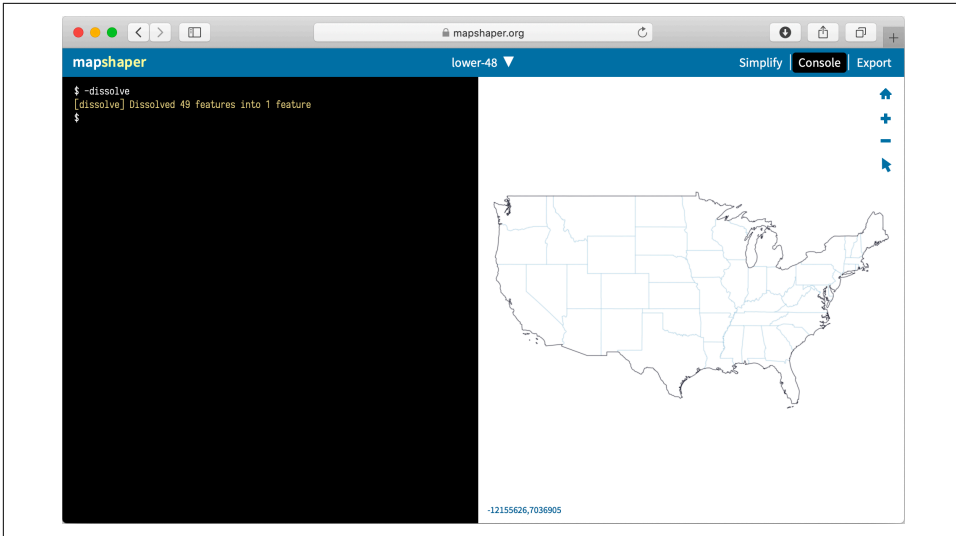 mapshaper.org
mapshaper
lower-48 ▼
Simplify | Console | Export
$ -dissolve
[dissolve] Dissolved 49 features into 1 feature
$
-12155626,7036905